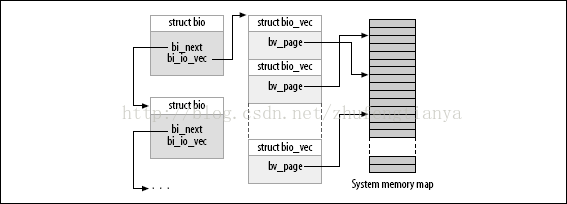 struct bio
bi_next
bi_io_vec
struct bio
bi_next
bi_io_vec
. . .
struct bio_vec
bv_page
struct bio_vec
bv_page
struct bio_vec
bv_page
System memory map